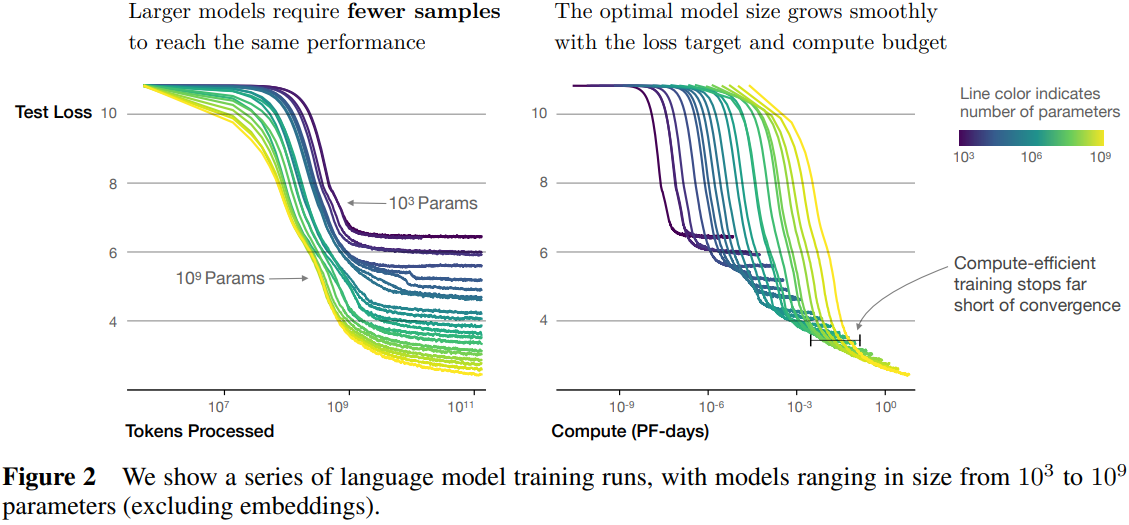 Larger models require fewer samples
to reach the same performance
Test Loss
10
8
6
4
10³ Params
10⁹ Params
10⁷
10⁹
10¹¹
Tokens Processed
The optimal model size grows smoothly
with the loss target and compute budget
10
8
6
4
10⁻⁹
10⁻⁶
10⁻³
10⁰
Compute (PF-days)
Line color indicates
number of parameters
10³
10⁶
10⁹
Compute-efficient
training stops far
short of convergence
Figure 2 We show a series of language model training runs, with models ranging in size from 10³ to 10⁹
parameters (excluding embeddings).